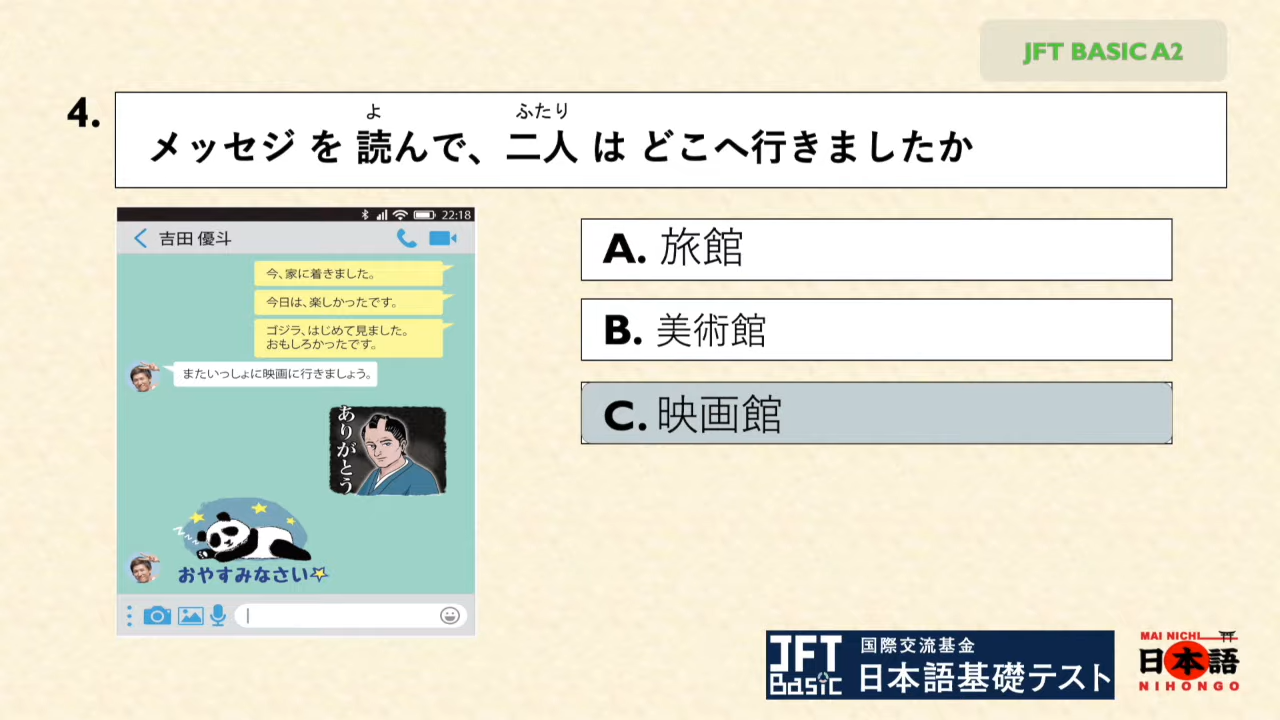 JFT BASIC A2
4.
よ ふたり
メッセジ を 読んで、二人 は どこへ行きましたか
22:18
吉田 優斗
今、家に着きました。
今日は、楽しかったです。
ゴジラ、はじめて見ました。
おもしろかったです。
またいっしょに映画に行きましょう。
ありがとう
ZZZZ
おやすみなさい
A. 旅館
B. 美術館
C. 映画館
JFT Basic
国際交流基金
日本語基礎テスト
MAI NICHI
日本語
NIHONGO